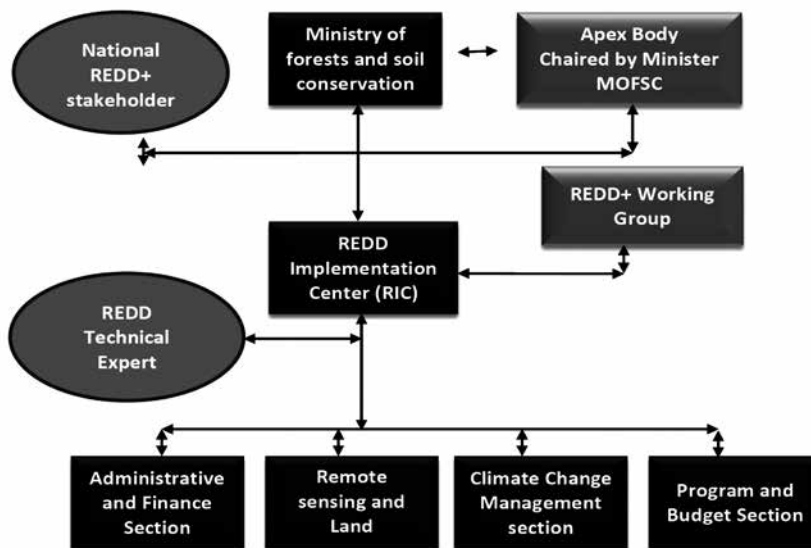 National
REDD+
stakeholder
Ministry of
forests and soil
conservation
Apex Body
Chaired by Minister
MOFSC
REDD+ Working
Group
REDD
Implementation
Center (RIC)
REDD
Technical
Expert
Administrative
and Finance
Section
Remote
sensing and
Land
Climate Change
Management
section
Program and
Budget Section